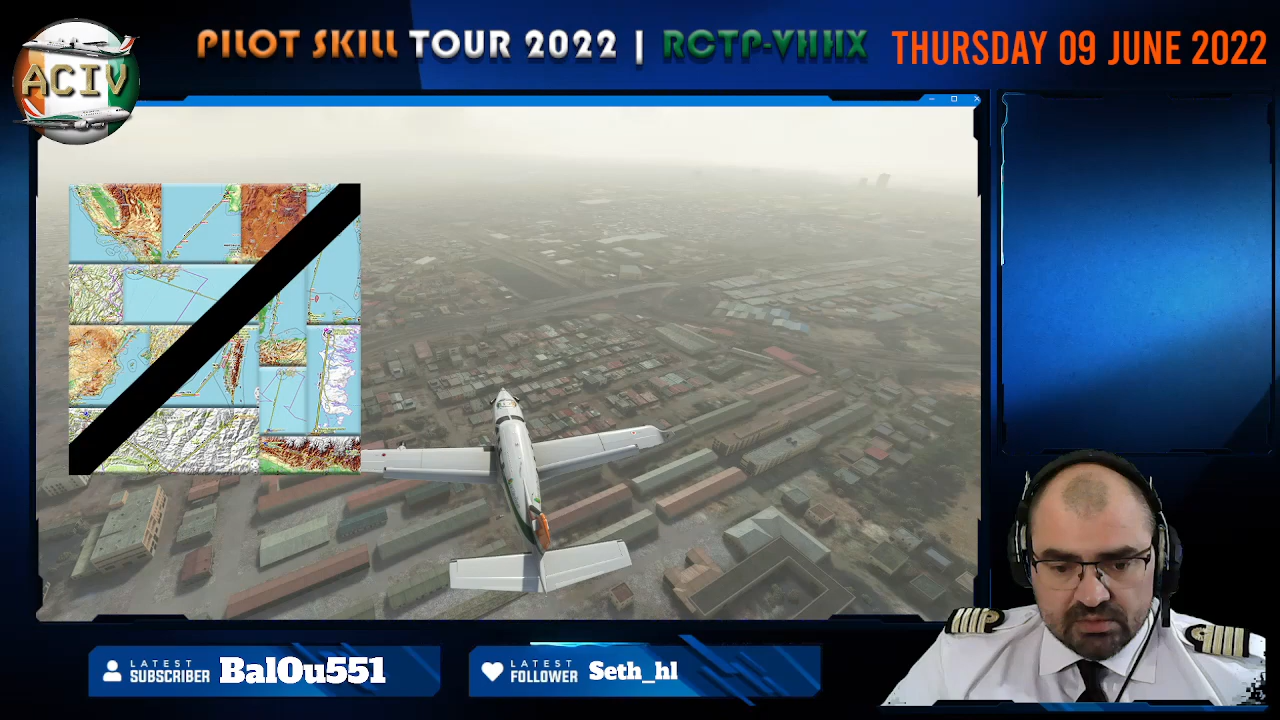 PILOT SKILL TOUR 2022 | RCTP-VHHX
THURSDAY 09 JUNE 2022
ACIV
LATEST
SUBSCRIBER
BalOu551
LATEST
FOLLOWER
Seth_hl